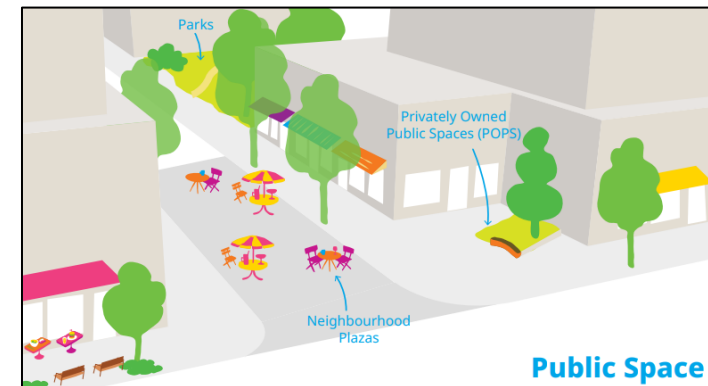 Parks
Privately Owned
Public Spaces (POPS)
Neighbourhood
Plazas
Public Space